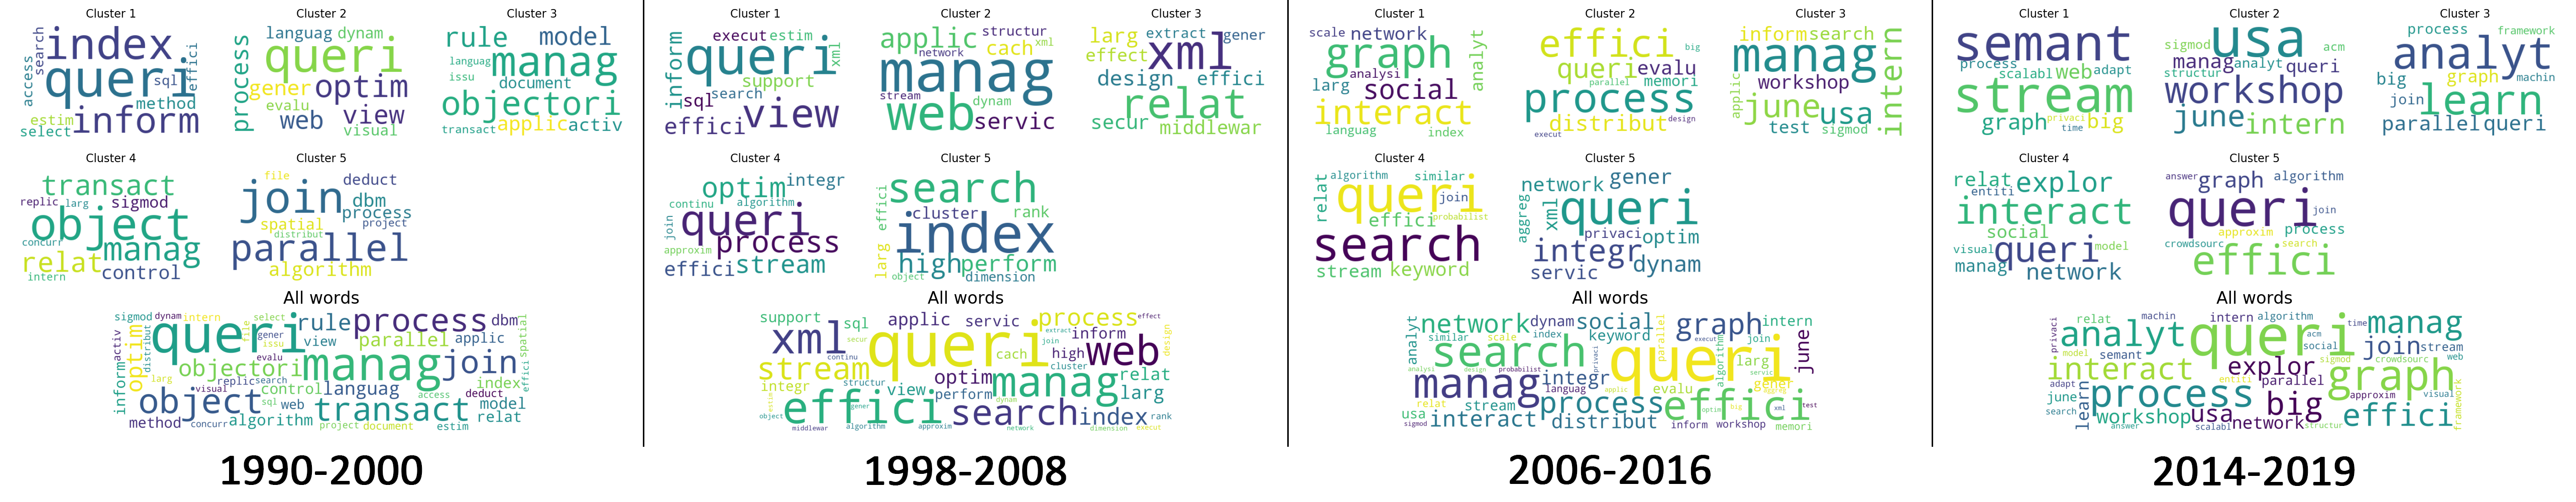 Cluster 1
access search index efficie queri sql method estim select inform
Cluster 2
process languag dynam queri gener optim evalu web view visual
Cluster 3
rule model languag manag issu document objectori transact applic activ
Cluster 4
transact replic larg sigmod object concurr manag relat control intern
Cluster 5
file deduct join dbm process spatial project distribut parallel algorithm
All words
sigmod dynam intern select rule process dbm spatial queri file gener issu view parallel applic activ optim distribut inform evalu objectori manag join larg replic search control languag index effici visual sql web access deduct object transact model method concurr algorithm project document estim relat
1990-2000
Cluster 1
inform execut estim queri xml support search sql effici view
Cluster 2
applic structur network cach xml manag stream dynam web servic
Cluster 3
larg extract gener effect xml design effici relat secur middlewar
Cluster 4
optim integr continu algorithm join queri approxim process effici stream
Cluster 5
effici search cluster rank index larg high perform object dimension
All words
support sql applic servic process effect xml secur extract inform design continu queri join cach high web stream cluster integr structur optim manag relat estim view perform dynam larg object gener effici search index rank middlewar algorithm approxim network dimension execut
1998-2008
Cluster 1
scale network graph analyt analysi larg social interact languag index
Cluster 2
effici big queri evalu parallel memori process distribut design execut
Cluster 3
inform search manag workshop applic june usa test sigmod intern
Cluster 4
relat algorithm similar queri join effici probabilist search stream keyword
Cluster 5
network gener aggreg xml queri privaci integr optim servic dynam
All words
analyt network dynam social graph intern similar scale index keyword parallel execut join june search privaci queri algorithm larg analysi design probabilist servic manag integr languag applic evalu gener relat stream process effici optim big xml test usa sigmod interact distribut inform workshop memori
2006-2016
Cluster 1
semant process scalabl web adapt stream graph privaci time big
Cluster 2
sigmod usa acm manag analyt queri structur workshop june intern
Cluster 3
process framework analyt big graph machin join learn parallel queri
Cluster 4
relat explor entiti interact social visual queri model manag network
Cluster 5
answer graph algorithm queri join approxim process crowdsourc search effici
All words
relat machin intern algorithm time manag privaci analyt queri acm social join stream model semant sigmod crowdsourc web interact explor graph adapt entiti parallel june process big approxim visual framework search learn workshop usa effici answer scalabl network structur
2014-2019